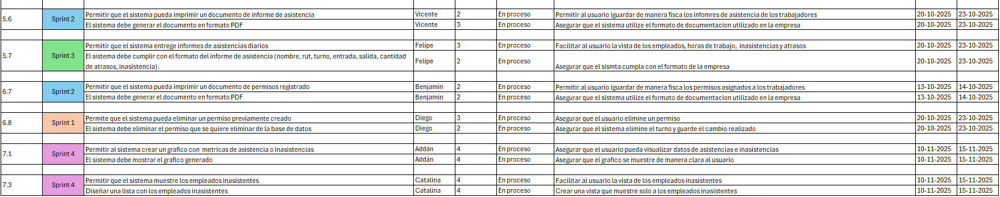 5.6 Sprint 2 Permitir que el sistema pueda imprimir un documento de informe de asistencia Vicente 2 En proceso Permitir al usuario iguardar de manera fisca los infomres de asistencia de los trabajadores 20-10-2025 23-10-2025
El sistema debe generar el documento en formato PDF Vicente 3 En proceso Asegurar que el sistema utilize el formato de documentacion utilizado en la empresa 20-10-2025 23-10-2025
5.7 Sprint 3 Permitir que el sistema entrege informes de asistencias diarios Felipe 3 En proceso Facilitar al usuario la vista de los empleados, horas de trabajo, inasistencias y atrasos 20-10-2025 23-10-2025
El sistema debe cumplir con el formato del informe de asistencia (nombre, rut, turno, entrada, salida, cantidad
de atrasos, inasistencia). Felipe 2 En proceso Asegurar que el sismta cumpla con el formato de la empresa 20-10-2025 23-10-2025
6.7 Sprint 2 Permitir que el sistema pueda imprimir un documento de permisos registrado Benjamin 2 En proceso Permitir al usuario iguardar de manera fisca los permisos asignados a los trabajadores 13-10-2025 14-10-2025
El sistema debe generar el documento en formato PDF Benjamin 2 En proceso Asegurar que el sistema utilize el formato de documentacion utilizado en la empresa 13-10-2025 14-10-2025
6.8 Sprint 1 Permite que el sistema pueda eliminar un permiso previamente creado Diego 3 En proceso Asegurar que el usuario elimine un permiso 20-10-2025 23-10-2025
El sistema debe eliminar el permiso que se quiere eliminar de la base de datos Diego 2 En proceso Asegurar que el sistema elimine el turno y guarde el cambio realizado 20-10-2025 23-10-2025
7.1 Sprint 4 Permitir al sistema crear un grafico con metricas de asistencia o inasistencias Addán 4 En proceso Asegurar que el usuario pueda visualizar datos de asistencias e inasistencias 10-11-2025 15-11-2025
El sistema debe mostrar el grafico generado Addán 4 En proceso Asegurar que el grafico se muestre de manera clara al usuario 10-11-2025 15-11-2025
7.3 Sprint 4 Permitir que el sistema muestre los empleados inasistentes Catalina 4 En proceso Facilitar al usuario la vista de los empleados inasistentes 10-11-2025 15-11-2025
Diseñar una lista con los empleados inasistentes Catalina 4 En proceso Crear una vista que muestre solo a los empleados inasistentes 10-11-2025 15-11-2025